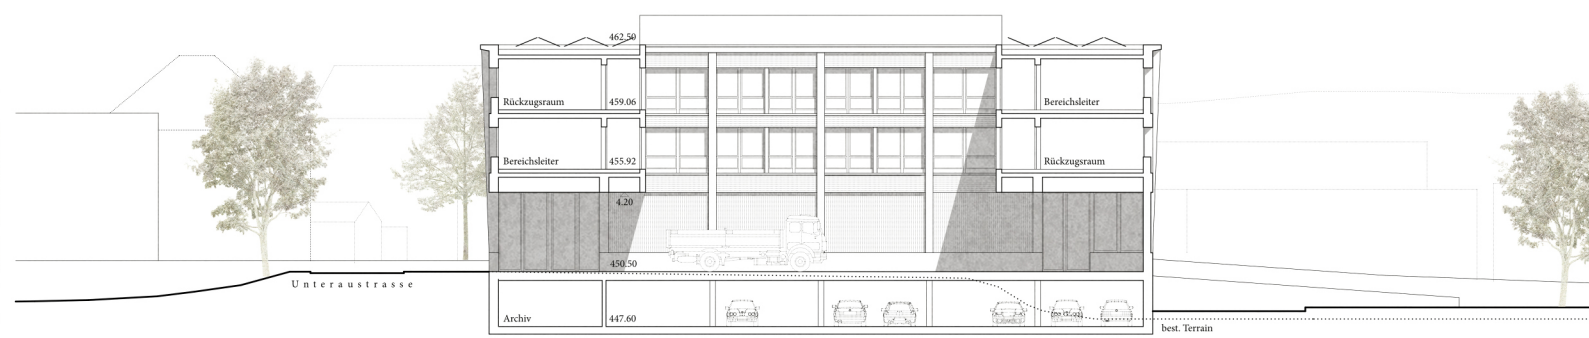 462.50
Rückzugsraum 459.06 Bereichsleiter
Bereichsleiter 455.92 Rückzugsraum
4.20
450.50
Unteraustrasse
Archiv 447.60
best. Terrain